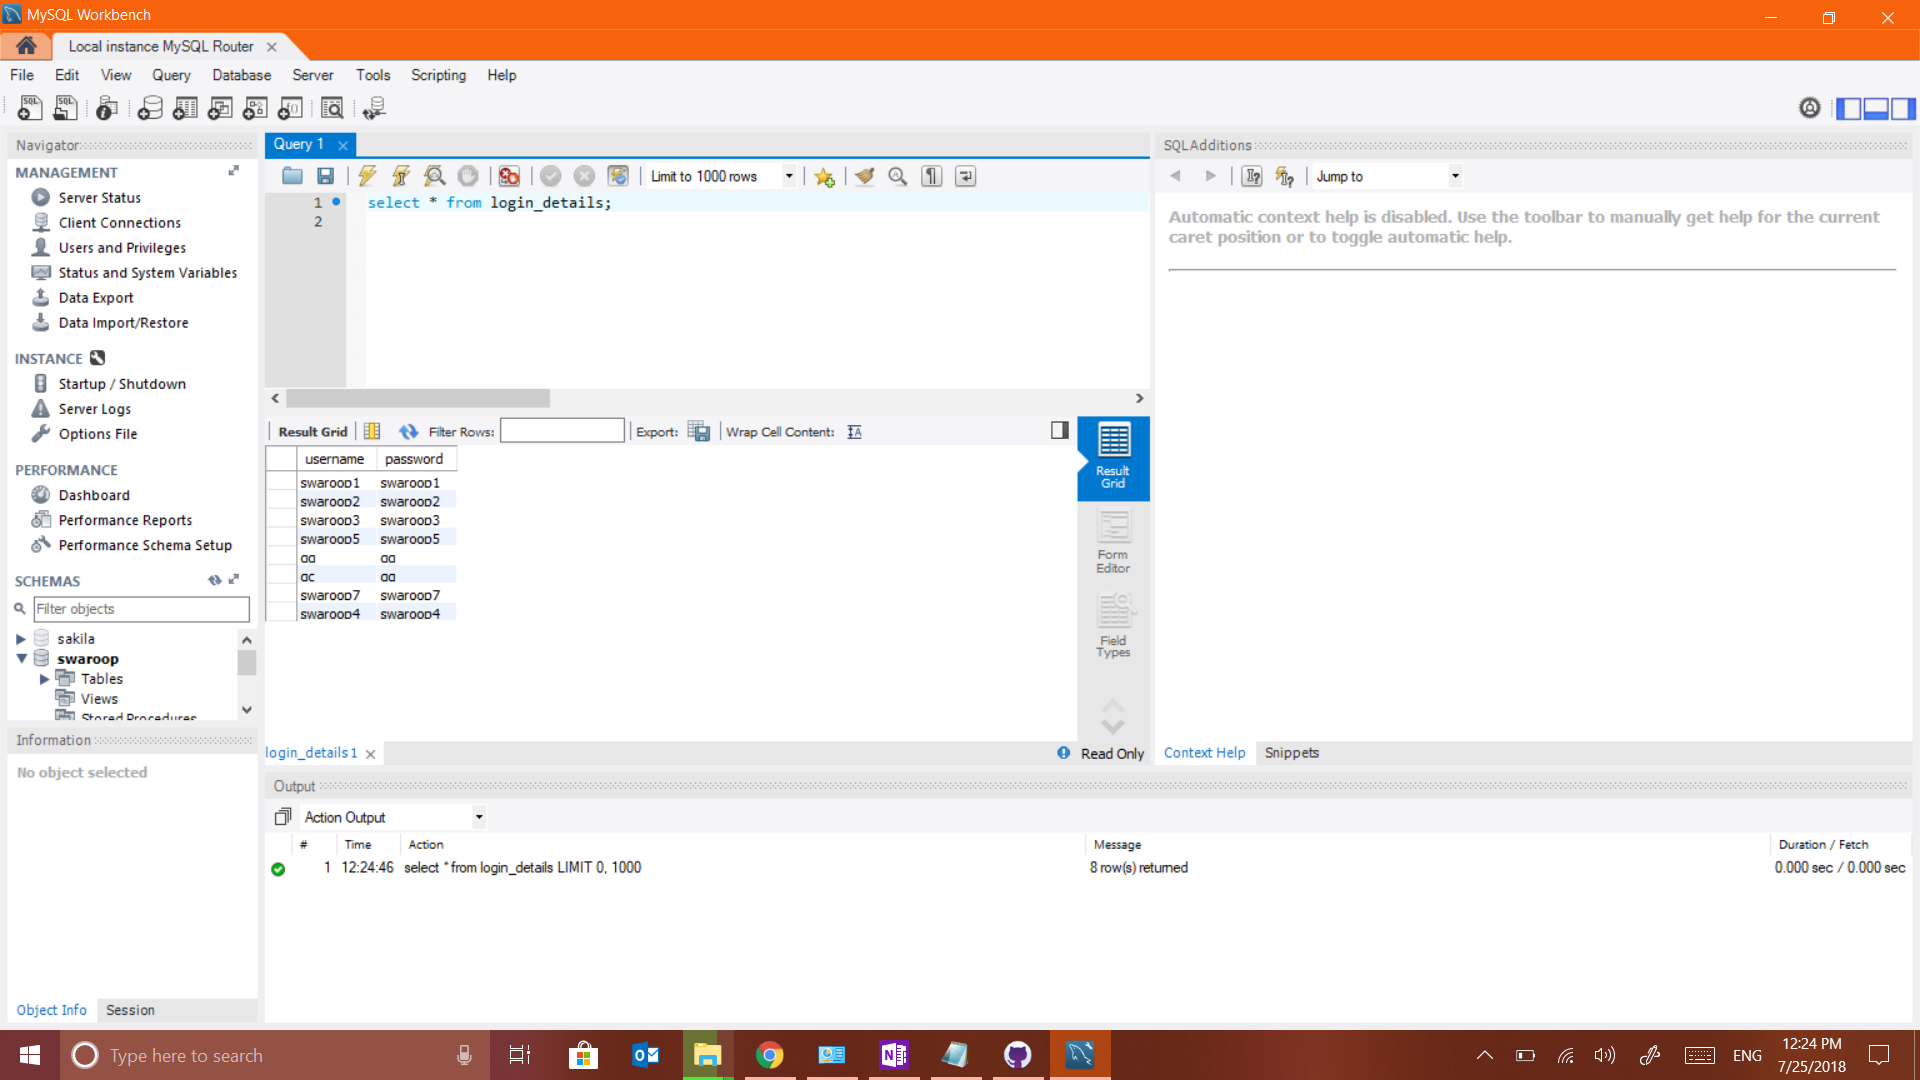 MySQL Workbench
Local instance MySQL Router
File Edit View Query Database Server Tools Scripting Help
Navigator
MANAGEMENT
Server Status
Client Connections
Users and Privileges
Status and System Variables
Data Export
Data Import/Restore
INSTANCE
Startup / Shutdown
Server Logs
Options File
PERFORMANCE
Dashboard
Performance Reports
Performance Schema Setup
SCHEMAS
Filter objects
sakila
swaroop
Tables
Views
Stored Procedures
Information
No object selected
Object Info Session
Query 1
Limit to 1000 rows
1 select * from login_details;
2
Result Grid Filter Rows: Export: Wrap Cell Content:
username password
swaroop1 swaroop1
swaroop2 swaroop2
swaroop3 swaroop3
swaroop5 swaroop5
swaroop7 swaroop7
swaroop4 swaroop4
Result
Grid
Form
Editor
Field
Types
login_details 1
Read Only
SQLAdditions
Jump to
Automatic context help is disabled. Use the toolbar to manually get help for the current
caret position or to toggle automatic help.
Context Help Snippets
Output
Action Output
# Time Action Message Duration / Fetch
1 12:24:46 select * from login_details LIMIT 0, 1000 8 row(s) returned 0.000 sec / 0.000 sec
Type here to search
ENG
12:24 PM
7/25/2018